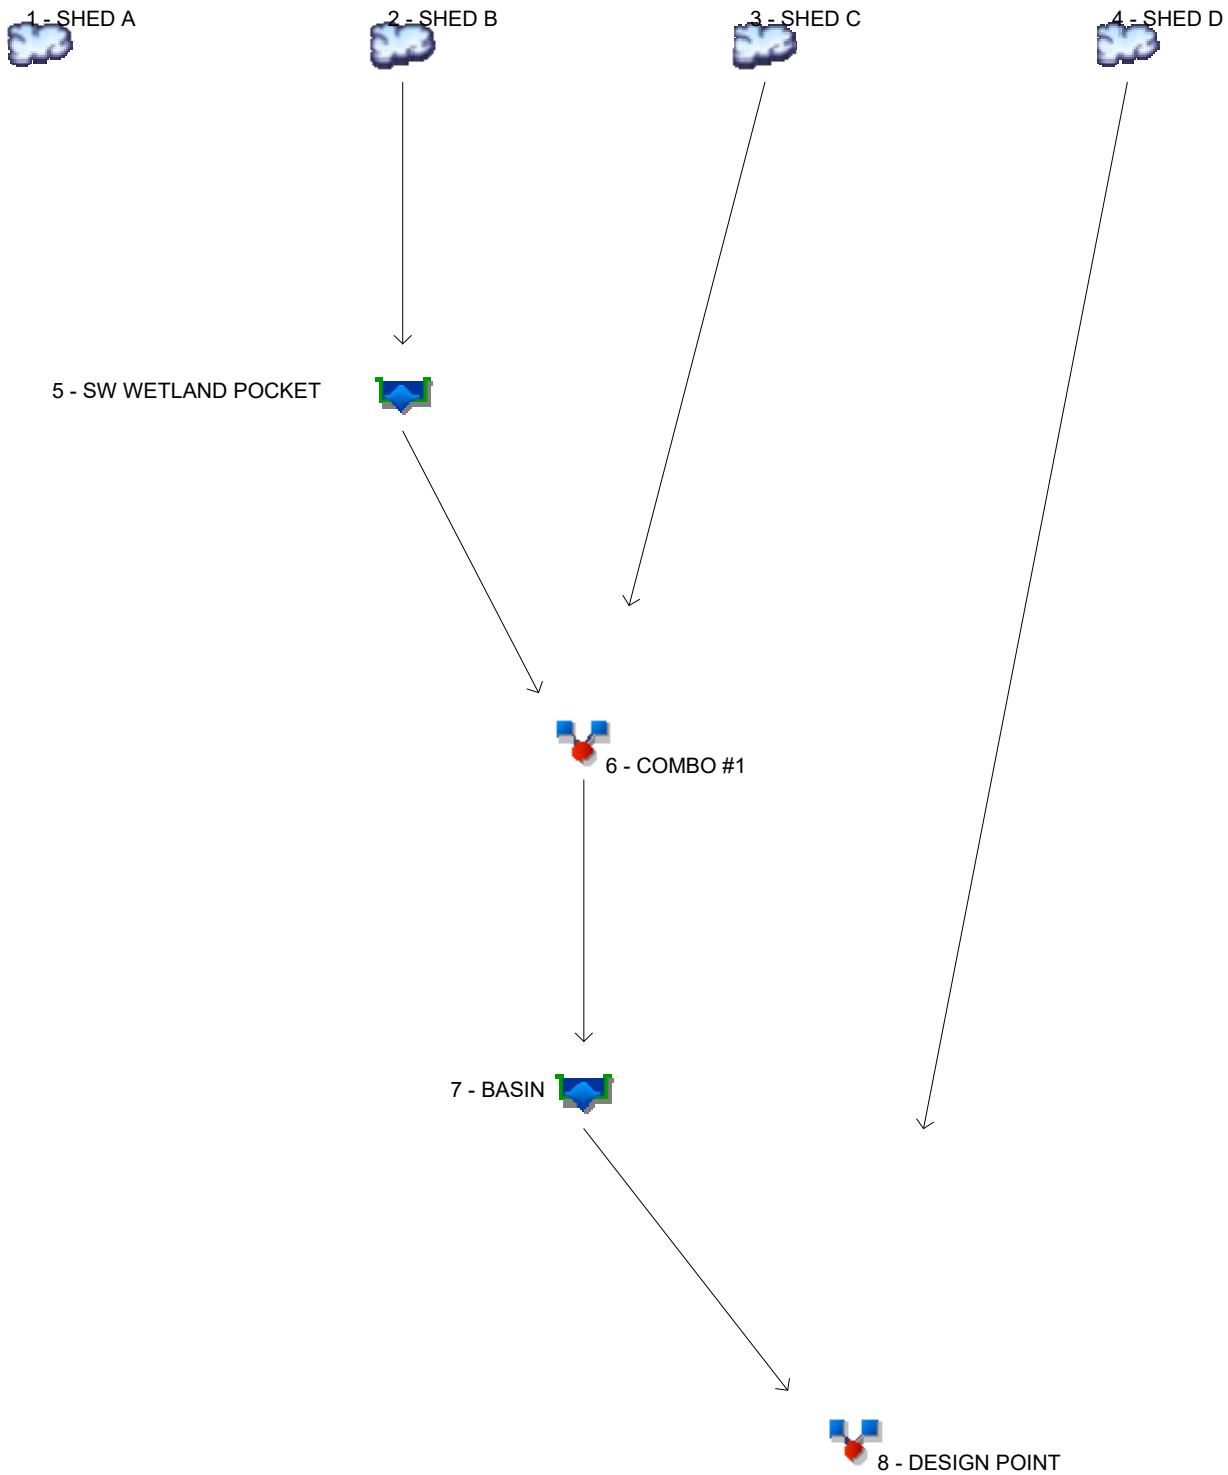 1 - SHED A
2 - SHED B
3 - SHED C
4 - SHED D
5 - SW WETLAND POCKET
6 - COMBO #1
7 - BASIN
8 - DESIGN POINT